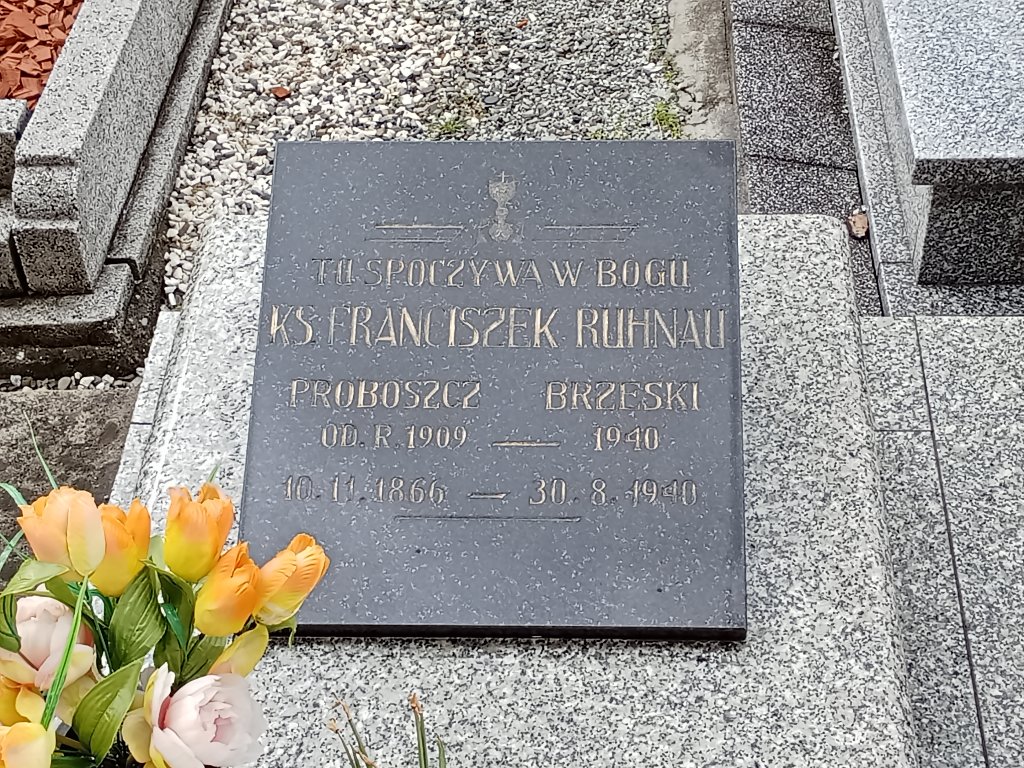 TU SPOCZYWA W BOGU
KS. FRANCISZEK RUHNAU
PROBOSZCZ BRZESKI
OD. R. 1909 — 1940
10. 11. 1866 — 30. 8. 1940